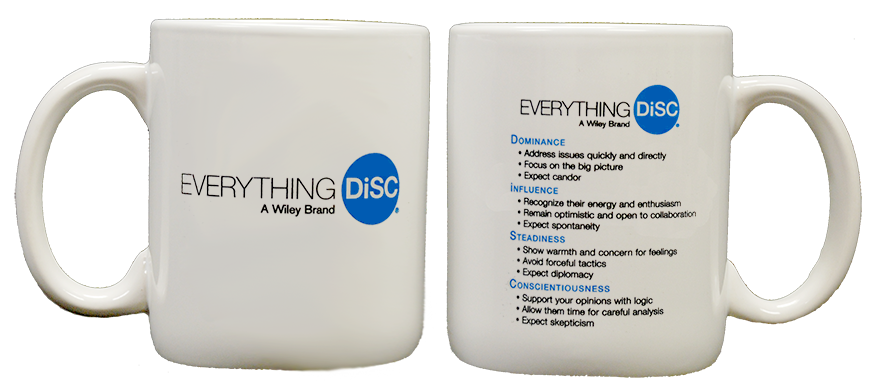 EVERYTHING DiSC
A Wiley Brand
EVERYTHING DiSC
A Wiley Brand
DOMINANCE
• Address issues quickly and directly
• Focus on the big picture
• Expect candor
INFLUENCE
• Recognize their energy and enthusiasm
• Remain optimistic and open to collaboration
• Expect spontaneity
STEADINESS
• Show warmth and concern for feelings
• Avoid forceful tactics
• Expect diplomacy
CONSCIENTIOUSNESS
• Support your opinions with logic
• Allow them time for careful analysis
• Expect skepticism